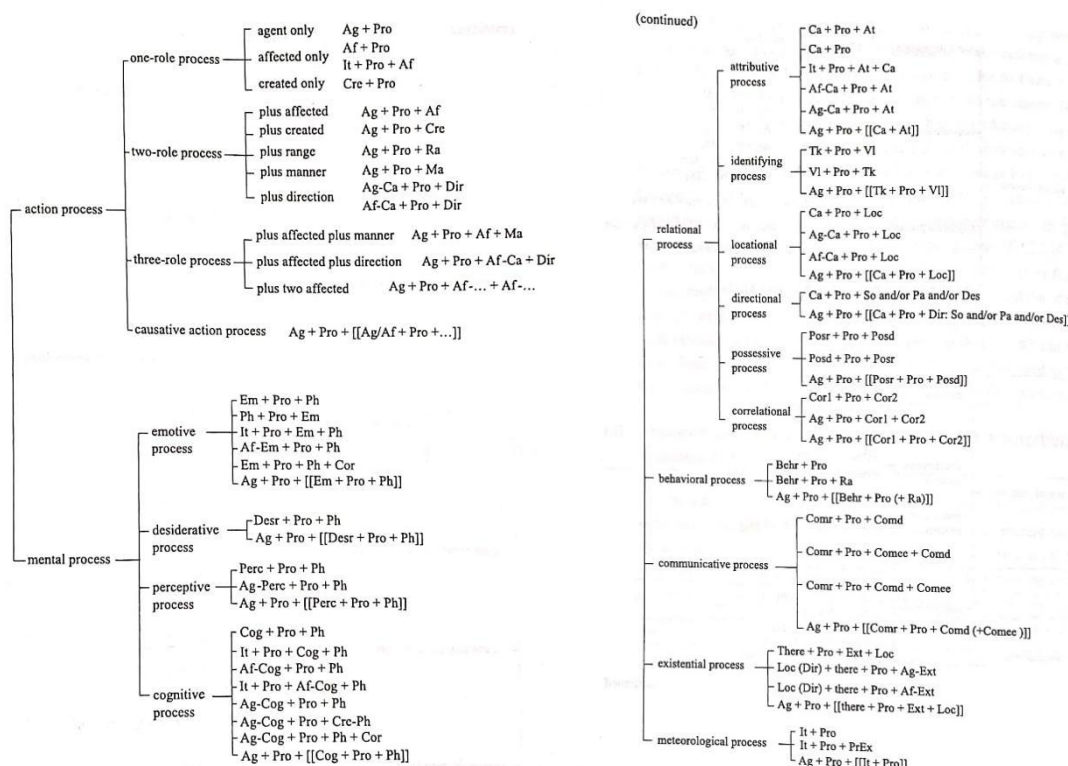 agent only Ag + Pro
one-role process affected only Af + Pro
It + Pro + Af
created only Cre + Pro
plus affected Ag + Pro + Af
plus created Ag + Pro + Cre
two-role process plus range Ag + Pro + Ra
plus manner Ag + Pro + Ma
plus direction Ag-Ca + Pro + Dir
Af-Ca + Pro + Dir
action process
plus affected plus manner Ag + Pro + Af + Ma
three-role process plus affected plus direction Ag + Pro + Af-Ca + Dir
plus two affected Ag + Pro + Af-... + Af-...
causative action process Ag + Pro + [[Ag/Af + Pro + ...]]
Em + Pro + Ph
Ph + Pro + Em
emotive It + Pro + Em + Ph
process Af-Em + Pro + Ph
Em + Pro + Ph + Cor
Ag + Pro + [[Em + Pro + Ph]]
desiderative Desr + Pro + Ph
process Ag + Pro + [[Desr + Pro + Ph]]
mental process
Perc + Pro + Ph
perceptive Ag-Perc + Pro + Ph
process Ag + Pro + [[Perc + Pro + Ph]]
Cog + Pro + Ph
It + Pro + Cog + Ph
Af-Cog + Pro + Ph
cognitive It + Pro + Af-Cog + Ph
process Ag-Cog + Pro + Ph
Ag-Cog + Pro + Cre-Ph
Ag-Cog + Pro + Ph + Cor
Ag + Pro + [[Cog + Pro + Ph]]
(continued)
Ca + Pro + At
Ca + Pro
attributive It + Pro + At + Ca
process Af-Ca + Pro + At
Ag-Ca + Pro + At
Ag + Pro + [[Ca + At]]
identifying Tk + Pro + Vl
process Vl + Pro + Tk
Ag + Pro + [[Tk + Pro + Vl]]
relational
process
Ca + Pro + Loc
locational Ag-Ca + Pro + Loc
process Af-Ca + Pro + Loc
Ag + Pro + [[Ca + Pro + Loc]]
directional Ca + Pro + So and/or Pa and/or Des
process Ag + Pro + [[Ca + Pro + Dir: So and/or Pa and/or Des]]
possessive Posr + Pro + Posd
process Posd + Pro + Posr
Ag + Pro + [[Posr + Pro + Posd]]
correlational Cor1 + Pro + Cor2
process Ag + Pro + Cor1 + Cor2
Ag + Pro + [[Cor1 + Pro + Cor2]]
Behr + Pro
behavioral process Behr + Pro + Ra
Ag + Pro + [[Behr + Pro (+ Ra)]]
Comr + Pro + Comd
Comr + Pro + Comee + Comd
communicative process
Comr + Pro + Comd + Comee
Ag + Pro + [[Comr + Pro + Comd (+Comee )]]
There + Pro + Ext + Loc
existential process Loc (Dir) + there + Pro + Ag-Ext
Loc (Dir) + there + Pro + Af-Ext
Ag + Pro + [[there + Pro + Ext + Loc]]
It + Pro
meteorological process It + Pro + PrEx
Ag + Pro + [[It + Pro]]